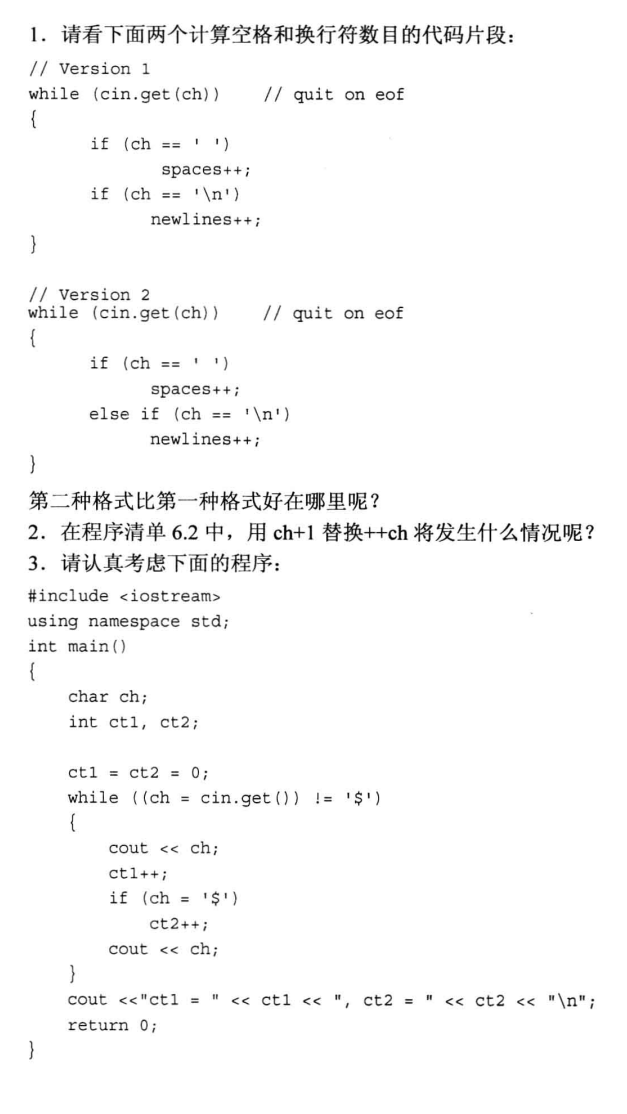 1．请看下面两个计算空格和换行符数目的代码片段：
// Version 1
while (cin.get(ch))    // quit on eof
{
      if (ch == ' ')
            spaces++;
      if (ch == '\n')
            newlines++;
}
// Version 2
while (cin.get(ch))    // quit on eof
{
      if (ch == ' ')
            spaces++;
      else if (ch == '\n')
            newlines++;
}
第二种格式比第一种格式好在哪里呢？
2．在程序清单 6.2 中，用 ch+1 替换++ch 将发生什么情况呢？
3．请认真考虑下面的程序：
#include <iostream>
using namespace std;
int main()
{
    char ch;
    int ct1, ct2;
    ct1 = ct2 = 0;
    while ((ch = cin.get()) != '$')
    {
        cout << ch;
        ct1++;
        if (ch = '$')
            ct2++;
        cout << ch;
    }
    cout <<"ct1 = " << ct1 << ", ct2 = " << ct2 << "\n";
    return 0;
}